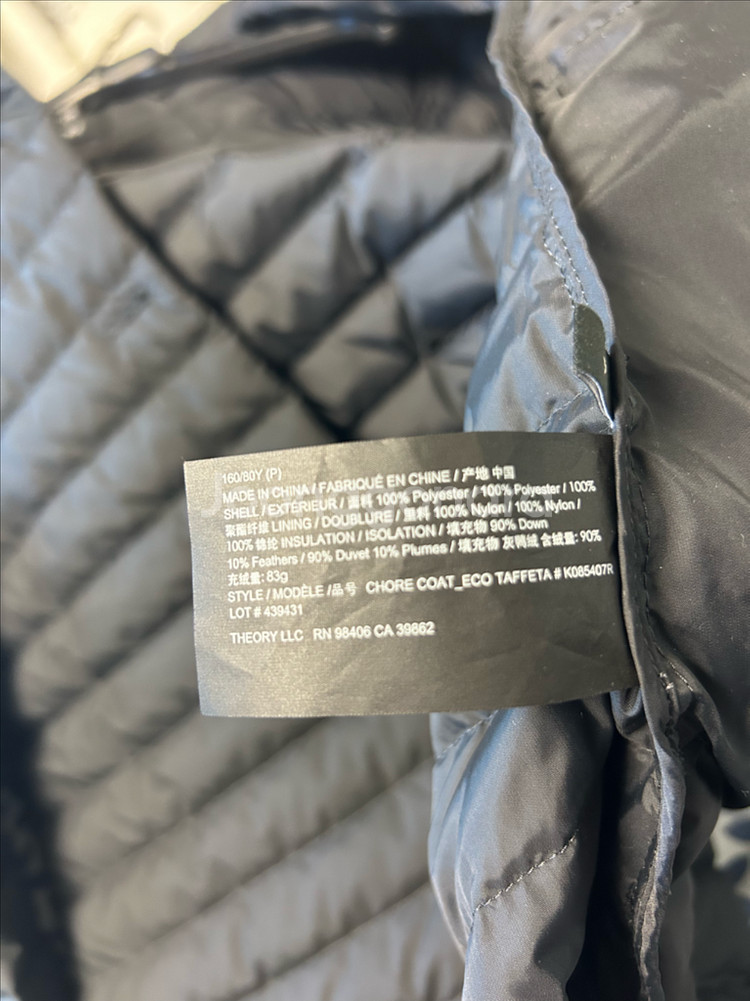 160/80Y (P)
MADE IN CHINA / FABRIQUÉ EN CHINE / 产地 中国
SHELL / EXTÉRIEUR / 面料 100% Polyester / 100% Polyester / 100%
聚酯纤维 LINING / DOUBLURE / 里料 100% Nylon / 100% Nylon /
100% 锦纶 INSULATION / ISOLATION / 填充物 90% Down
10% Feathers / 90% Duvet 10% Plumes / 填充物 灰鸭绒 含绒量: 90%
充绒量: 83g
STYLE / MODÈLE /品号 CHORE COAT_ECO TAFFETA # K085407R
LOT # 439431
THEORY LLC RN 98406 CA 39862